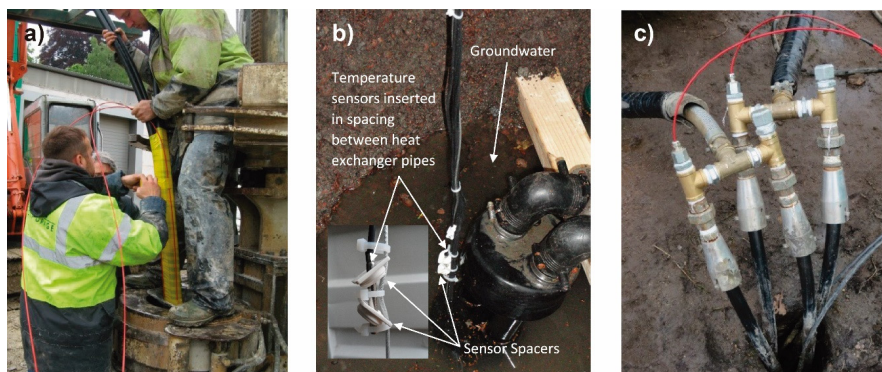 a)
b)
Groundwater
Temperature
sensors inserted
in spacing
between heat
exchanger pipes
Sensor Spacers
c)